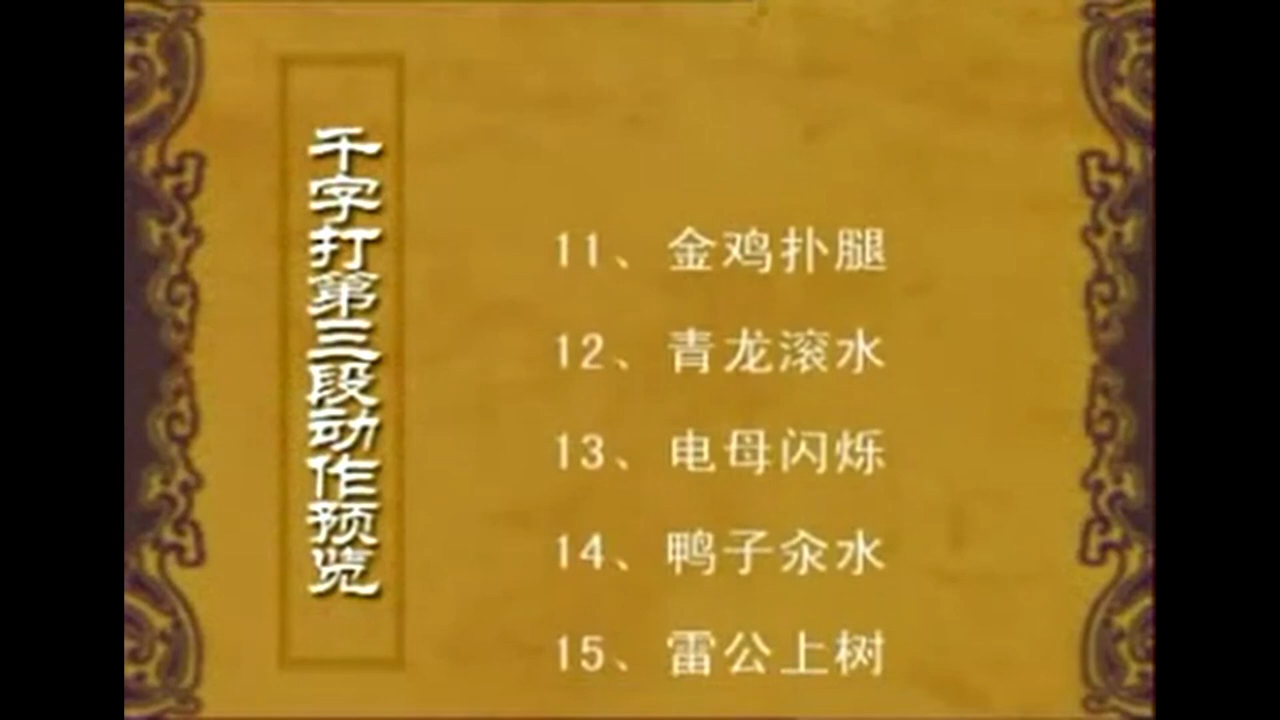 千字打第三段动作预览
11、金鸡扑腿
12、青龙滚水
13、电母闪烁
14、鸭子汆水
15、雷公上树